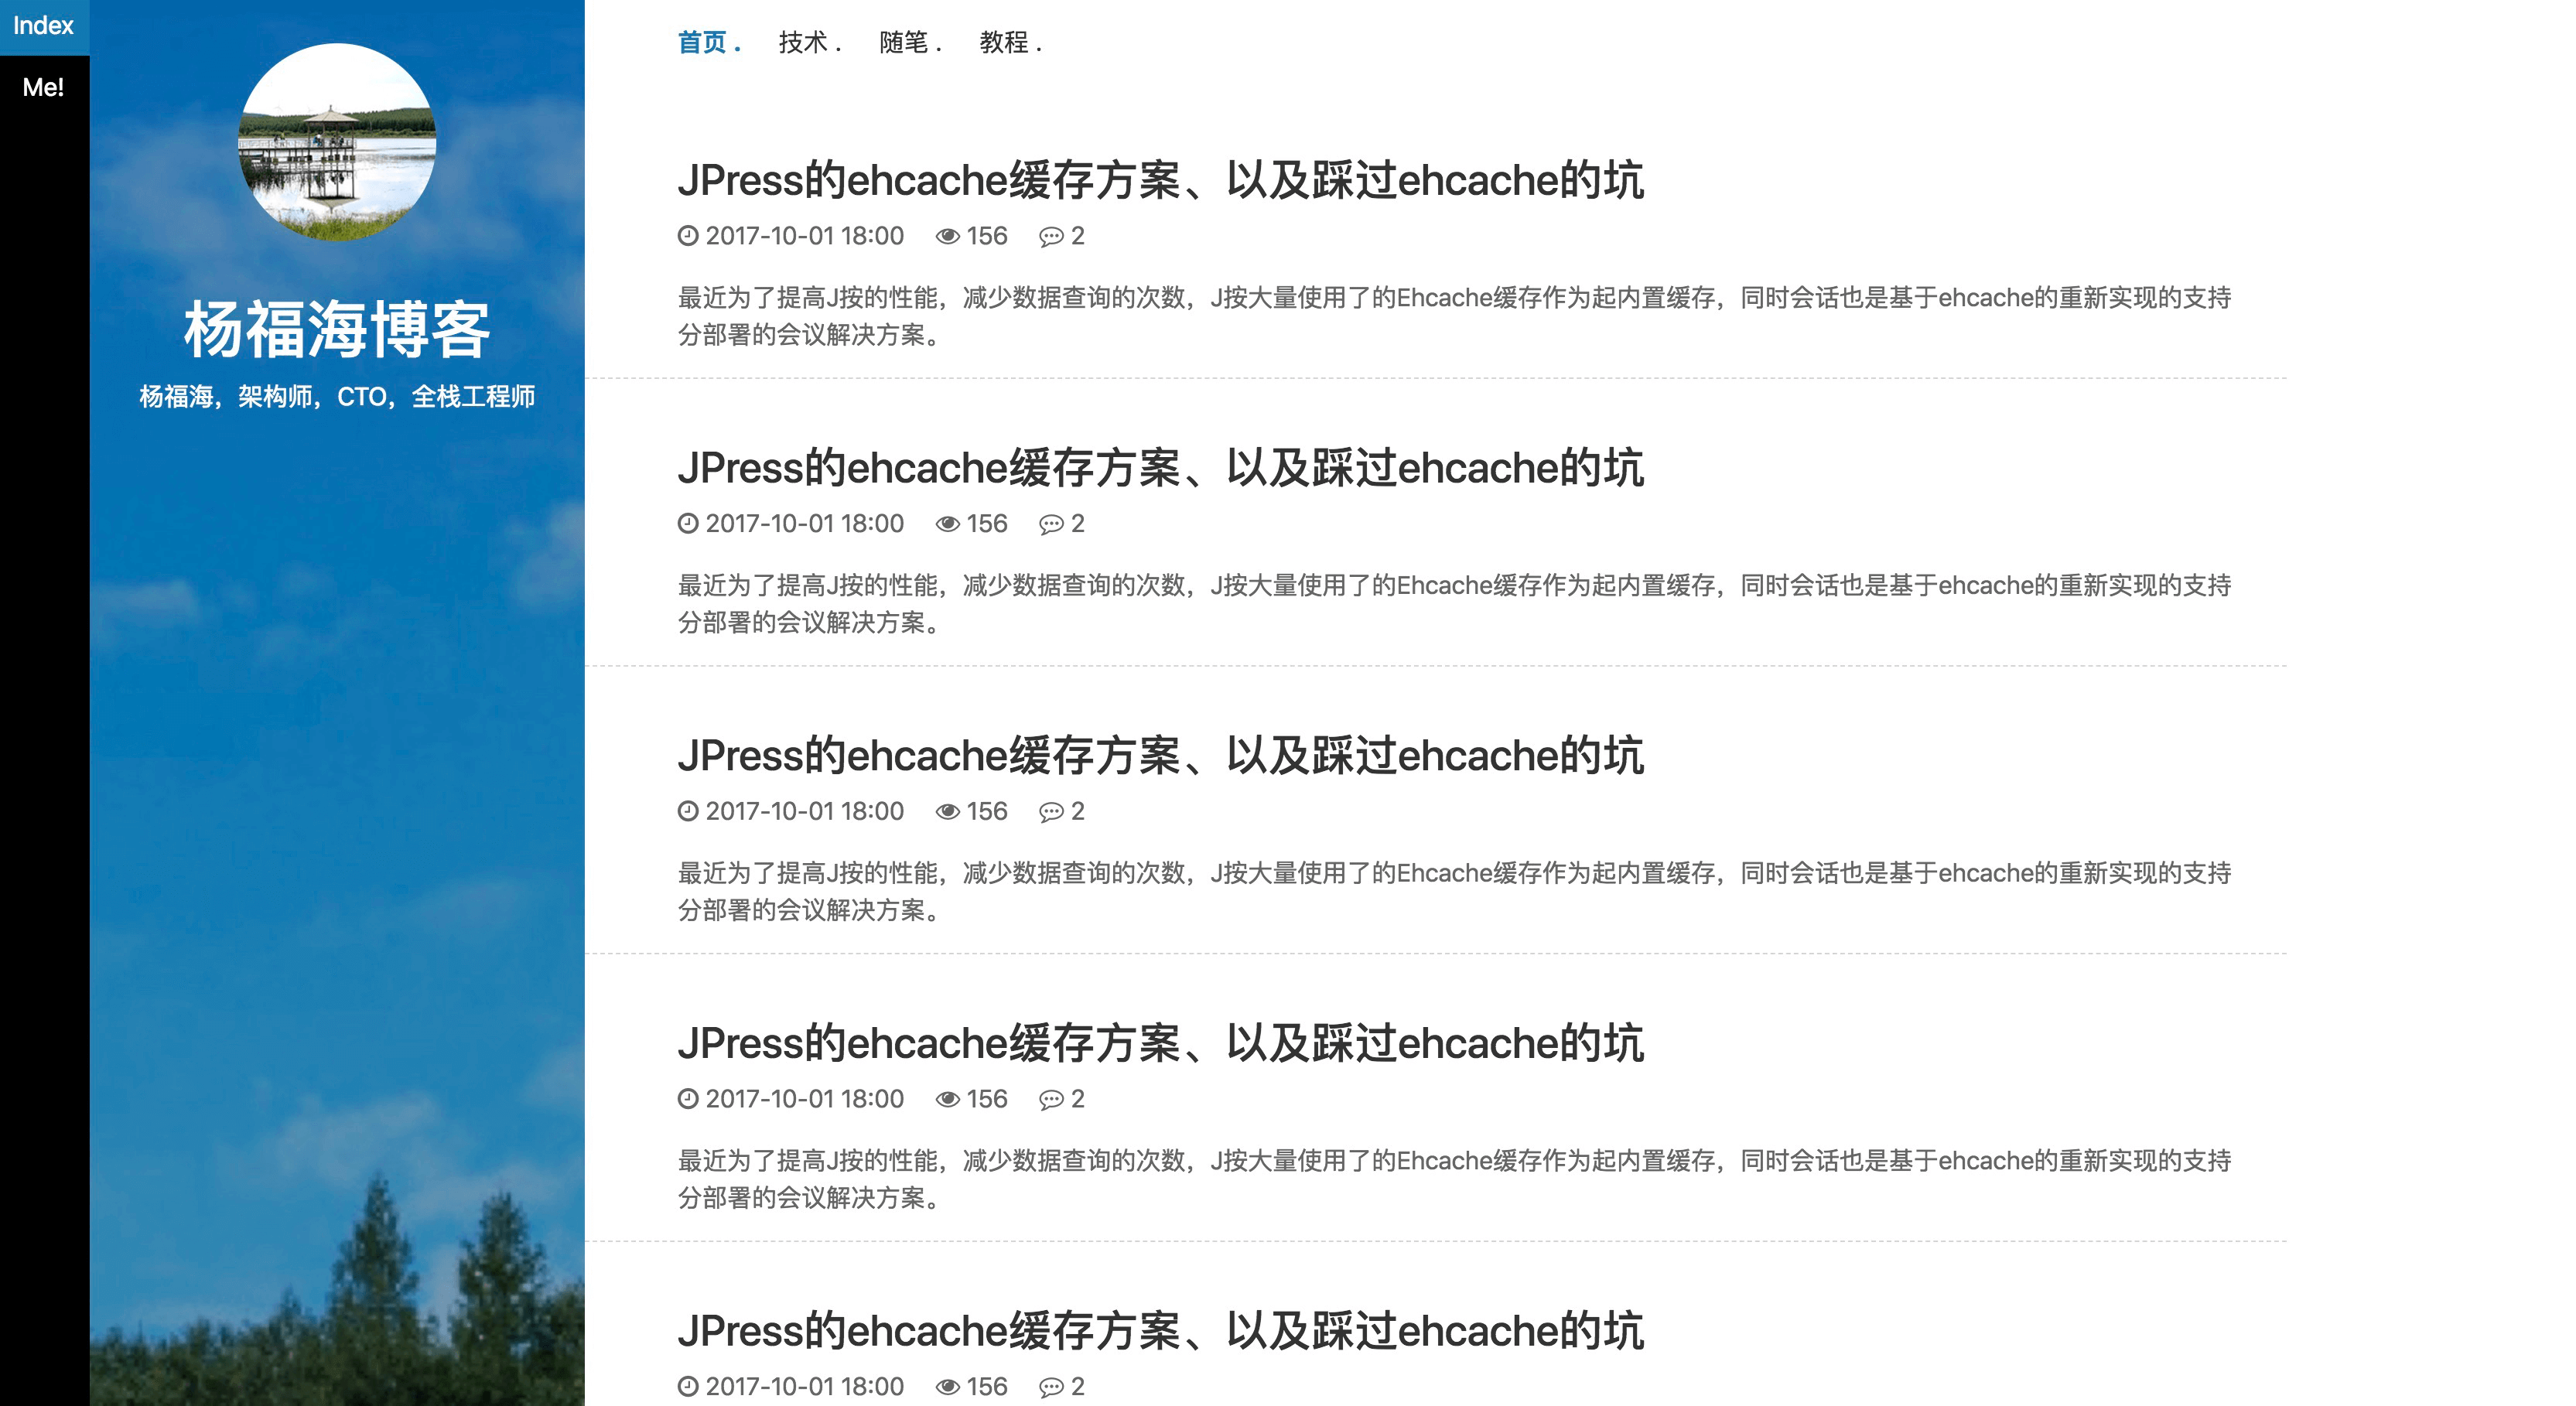 Index
Me!
杨福海博客
杨福海，架构师，CTO，全栈工程师
首页 .
技术 .
随笔 .
教程 .
JPress的ehcache缓存方案、以及踩过ehcache的坑
2017-10-01 18:00 156 2
最近为了提高J按的性能，减少数据查询的次数，J按大量使用了的Ehcache缓存作为起内置缓存，同时会话也是基于ehcache的重新实现的支持
分部署的会议解决方案。
JPress的ehcache缓存方案、以及踩过ehcache的坑
2017-10-01 18:00 156 2
最近为了提高J按的性能，减少数据查询的次数，J按大量使用了的Ehcache缓存作为起内置缓存，同时会话也是基于ehcache的重新实现的支持
分部署的会议解决方案。
JPress的ehcache缓存方案、以及踩过ehcache的坑
2017-10-01 18:00 156 2
最近为了提高J按的性能，减少数据查询的次数，J按大量使用了的Ehcache缓存作为起内置缓存，同时会话也是基于ehcache的重新实现的支持
分部署的会议解决方案。
JPress的ehcache缓存方案、以及踩过ehcache的坑
2017-10-01 18:00 156 2
最近为了提高J按的性能，减少数据查询的次数，J按大量使用了的Ehcache缓存作为起内置缓存，同时会话也是基于ehcache的重新实现的支持
分部署的会议解决方案。
JPress的ehcache缓存方案、以及踩过ehcache的坑
2017-10-01 18:00 156 2